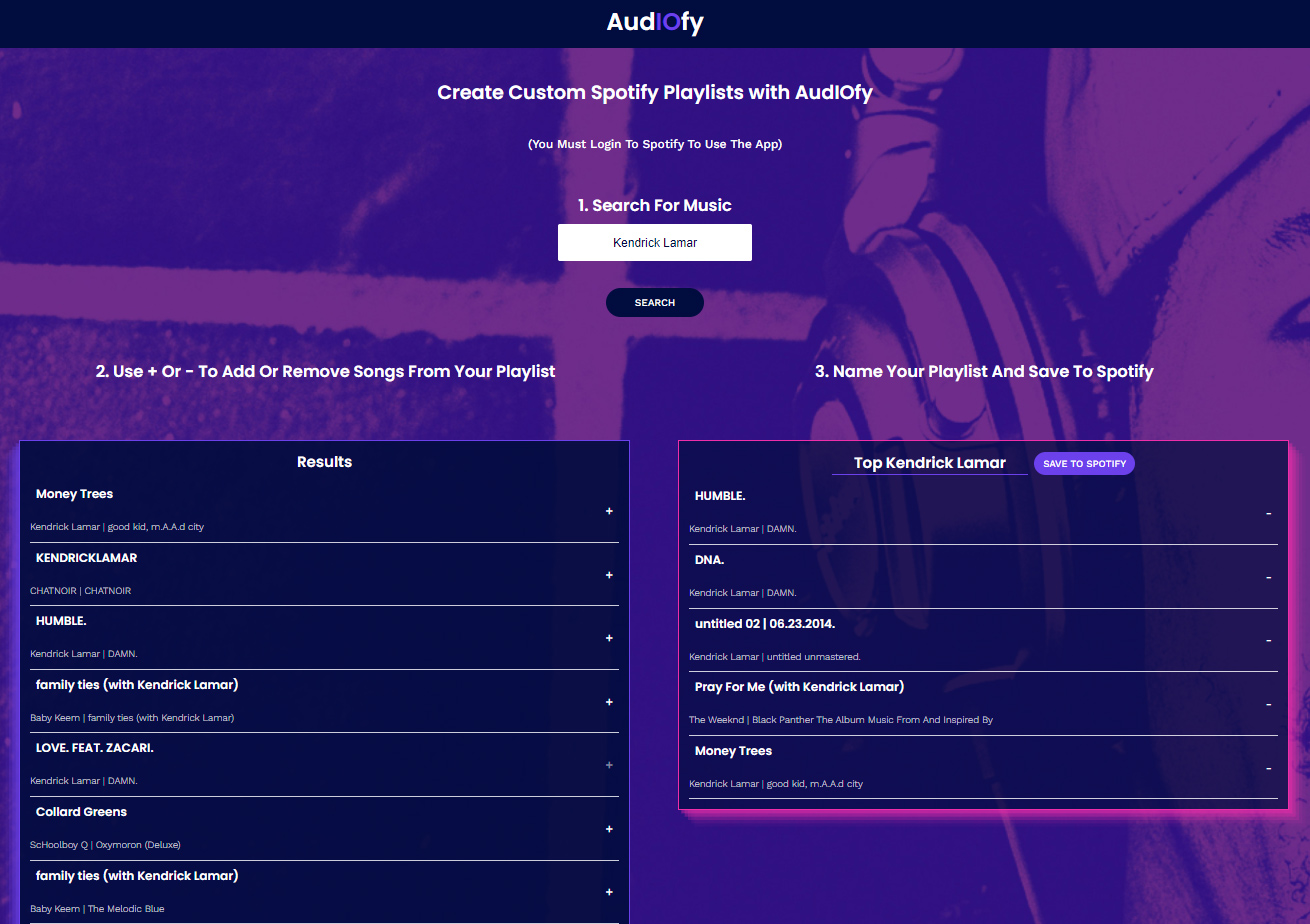 AudIOfy
Create Custom Spotify Playlists with AudIOfy
(You Must Login To Spotify To Use The App)
1. Search For Music
Kendrick Lamar
SEARCH
2. Use + Or - To Add Or Remove Songs From Your Playlist
Results
Money Trees
+
Kendrick Lamar | good kid, m.A.A.d city
KENDRICKLAMAR
+
CHATNOIR | CHATNOIR
HUMBLE.
+
Kendrick Lamar | DAMN.
family ties (with Kendrick Lamar)
+
Baby Keem | family ties (with Kendrick Lamar)
LOVE. FEAT. ZACARI.
+
Kendrick Lamar | DAMN.
Collard Greens
+
ScHoolboy Q | Oxymoron (Deluxe)
family ties (with Kendrick Lamar)
+
Baby Keem | The Melodic Blue
3. Name Your Playlist And Save To Spotify
Top Kendrick Lamar
SAVE TO SPOTIFY
HUMBLE.
-
Kendrick Lamar | DAMN.
DNA.
-
Kendrick Lamar | DAMN.
untitled 02 | 06.23.2014.
-
Kendrick Lamar | untitled unmastered.
Pray For Me (with Kendrick Lamar)
-
The Weeknd | Black Panther The Album Music From And Inspired By
Money Trees
-
Kendrick Lamar | good kid, m.A.A.d city